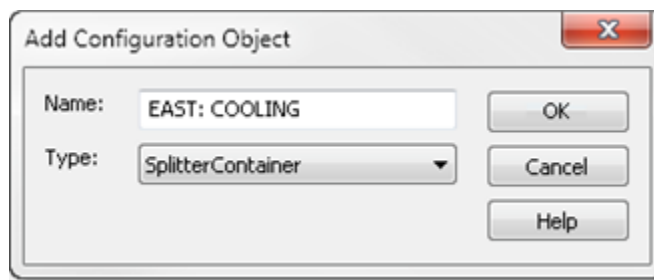 Add Configuration Object
Name: EAST: COOLING OK
Type: SplitterContainer Cancel
Help